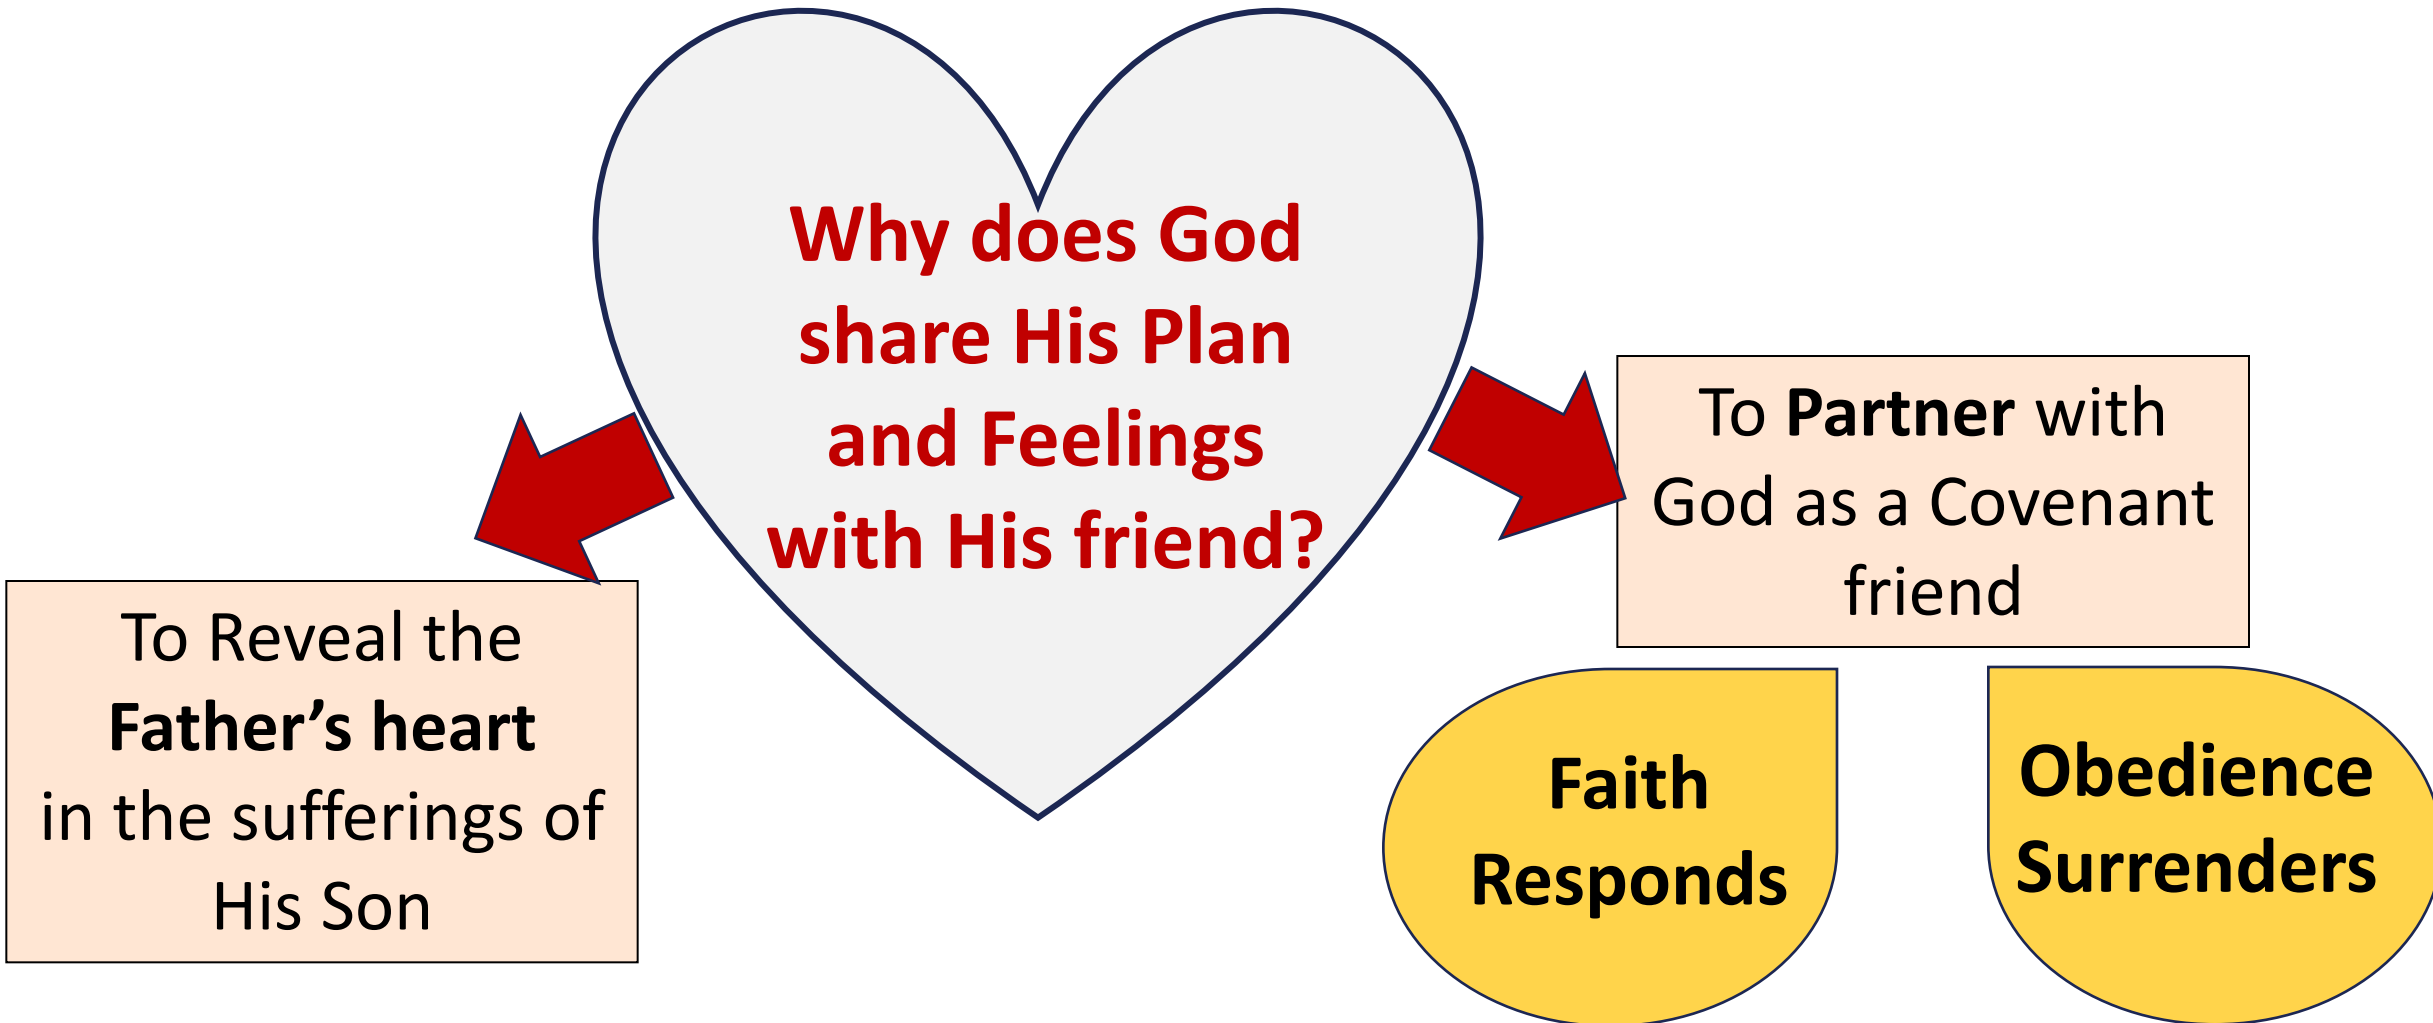 Why does God
share His Plan
and Feelings
with His friend?
To Reveal the
Father’s heart
in the sufferings of
His Son
To Partner with
God as a Covenant
friend
Faith
Responds
Obedience
Surrenders